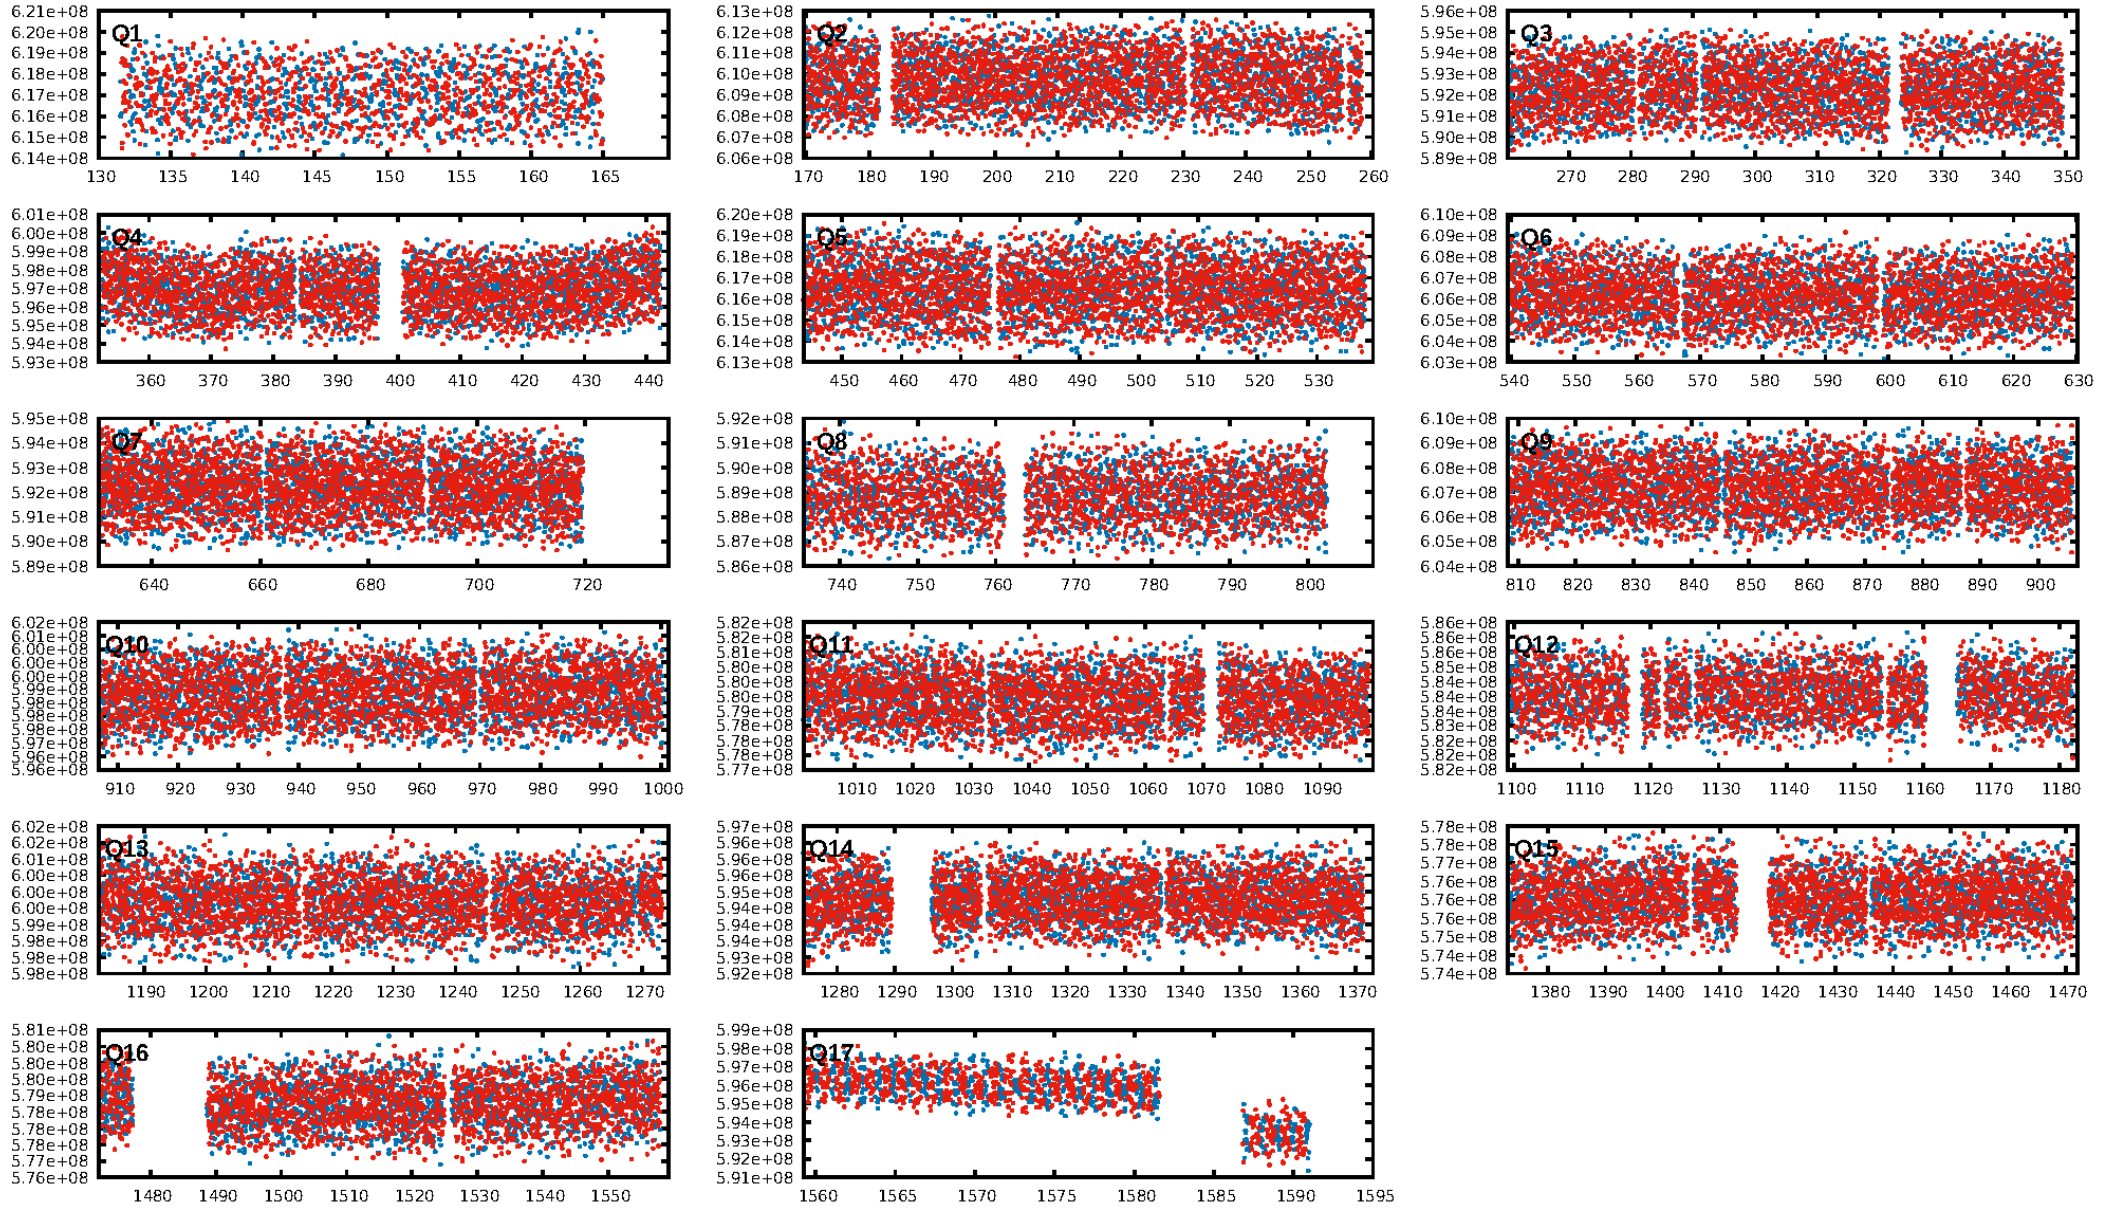 6.21e+08
6.20e+08
6.19e+08
6.18e+08
6.17e+08
6.16e+08
6.15e+08
6.14e+08
Q1
130 135 140 145 150 155 160 165
6.13e+08
6.12e+08
6.11e+08
6.10e+08
6.09e+08
6.08e+08
6.07e+08
6.06e+08
Q2
170 180 190 200 210 220 230 240 250 260
5.96e+08
5.95e+08
5.94e+08
5.93e+08
5.92e+08
5.91e+08
5.90e+08
5.89e+08
Q3
270 280 290 300 310 320 330 340 350
6.01e+08
6.00e+08
5.99e+08
5.98e+08
5.97e+08
5.96e+08
5.95e+08
5.94e+08
5.93e+08
Q4
360 370 380 390 400 410 420 430 440
6.20e+08
6.19e+08
6.18e+08
6.17e+08
6.16e+08
6.15e+08
6.14e+08
6.13e+08
Q5
450 460 470 480 490 500 510 520 530
6.10e+08
6.09e+08
6.08e+08
6.07e+08
6.06e+08
6.05e+08
6.04e+08
6.03e+08
Q6
540 550 560 570 580 590 600 610 620 630
5.95e+08
5.94e+08
5.93e+08
5.92e+08
5.91e+08
5.90e+08
5.89e+08
Q7
640 660 680 700 720
5.92e+08
5.91e+08
5.90e+08
5.89e+08
5.88e+08
5.87e+08
5.86e+08
Q8
740 750 760 770 780 790 800
6.10e+08
6.09e+08
6.08e+08
6.07e+08
6.06e+08
6.05e+08
6.04e+08
Q9
810 820 830 840 850 860 870 880 890 900
6.02e+08
6.01e+08
6.00e+08
6.00e+08
6.00e+08
5.99e+08
5.98e+08
5.98e+08
5.98e+08
5.97e+08
5.96e+08
5.96e+08
Q10
910 920 930 940 950 960 970 980 990 1000
5.82e+08
5.82e+08
5.81e+08
5.80e+08
5.80e+08
5.80e+08
5.79e+08
5.78e+08
5.78e+08
5.78e+08
5.77e+08
Q11
1010 1020 1030 1040 1050 1060 1070 1080 1090
5.86e+08
5.86e+08
5.86e+08
5.85e+08
5.84e+08
5.84e+08
5.84e+08
5.83e+08
5.82e+08
5.82e+08
5.82e+08
Q12
1100 1110 1120 1130 1140 1150 1160 1170 1180
6.02e+08
6.02e+08
6.01e+08
6.00e+08
6.00e+08
6.00e+08
5.99e+08
5.98e+08
5.98e+08
5.98e+08
Q13
1190 1200 1210 1220 1230 1240 1250 1260 1270
5.97e+08
5.96e+08
5.96e+08
5.96e+08
5.95e+08
5.94e+08
5.94e+08
5.94e+08
5.93e+08
5.92e+08
Q14
1280 1290 1300 1310 1320 1330 1340 1350 1360 1370
5.78e+08
5.78e+08
5.77e+08
5.76e+08
5.76e+08
5.76e+08
5.75e+08
5.74e+08
5.74e+08
Q15
1380 1390 1400 1410 1420 1430 1440 1450 1460 1470
5.81e+08
5.80e+08
5.80e+08
5.80e+08
5.79e+08
5.78e+08
5.78e+08
5.78e+08
5.77e+08
5.76e+08
Q16
1480 1490 1500 1510 1520 1530 1540 1550
5.99e+08
5.98e+08
5.97e+08
5.96e+08
5.95e+08
5.94e+08
5.93e+08
5.92e+08
5.91e+08
Q17
1560 1565 1570 1575 1580 1585 1590 1595